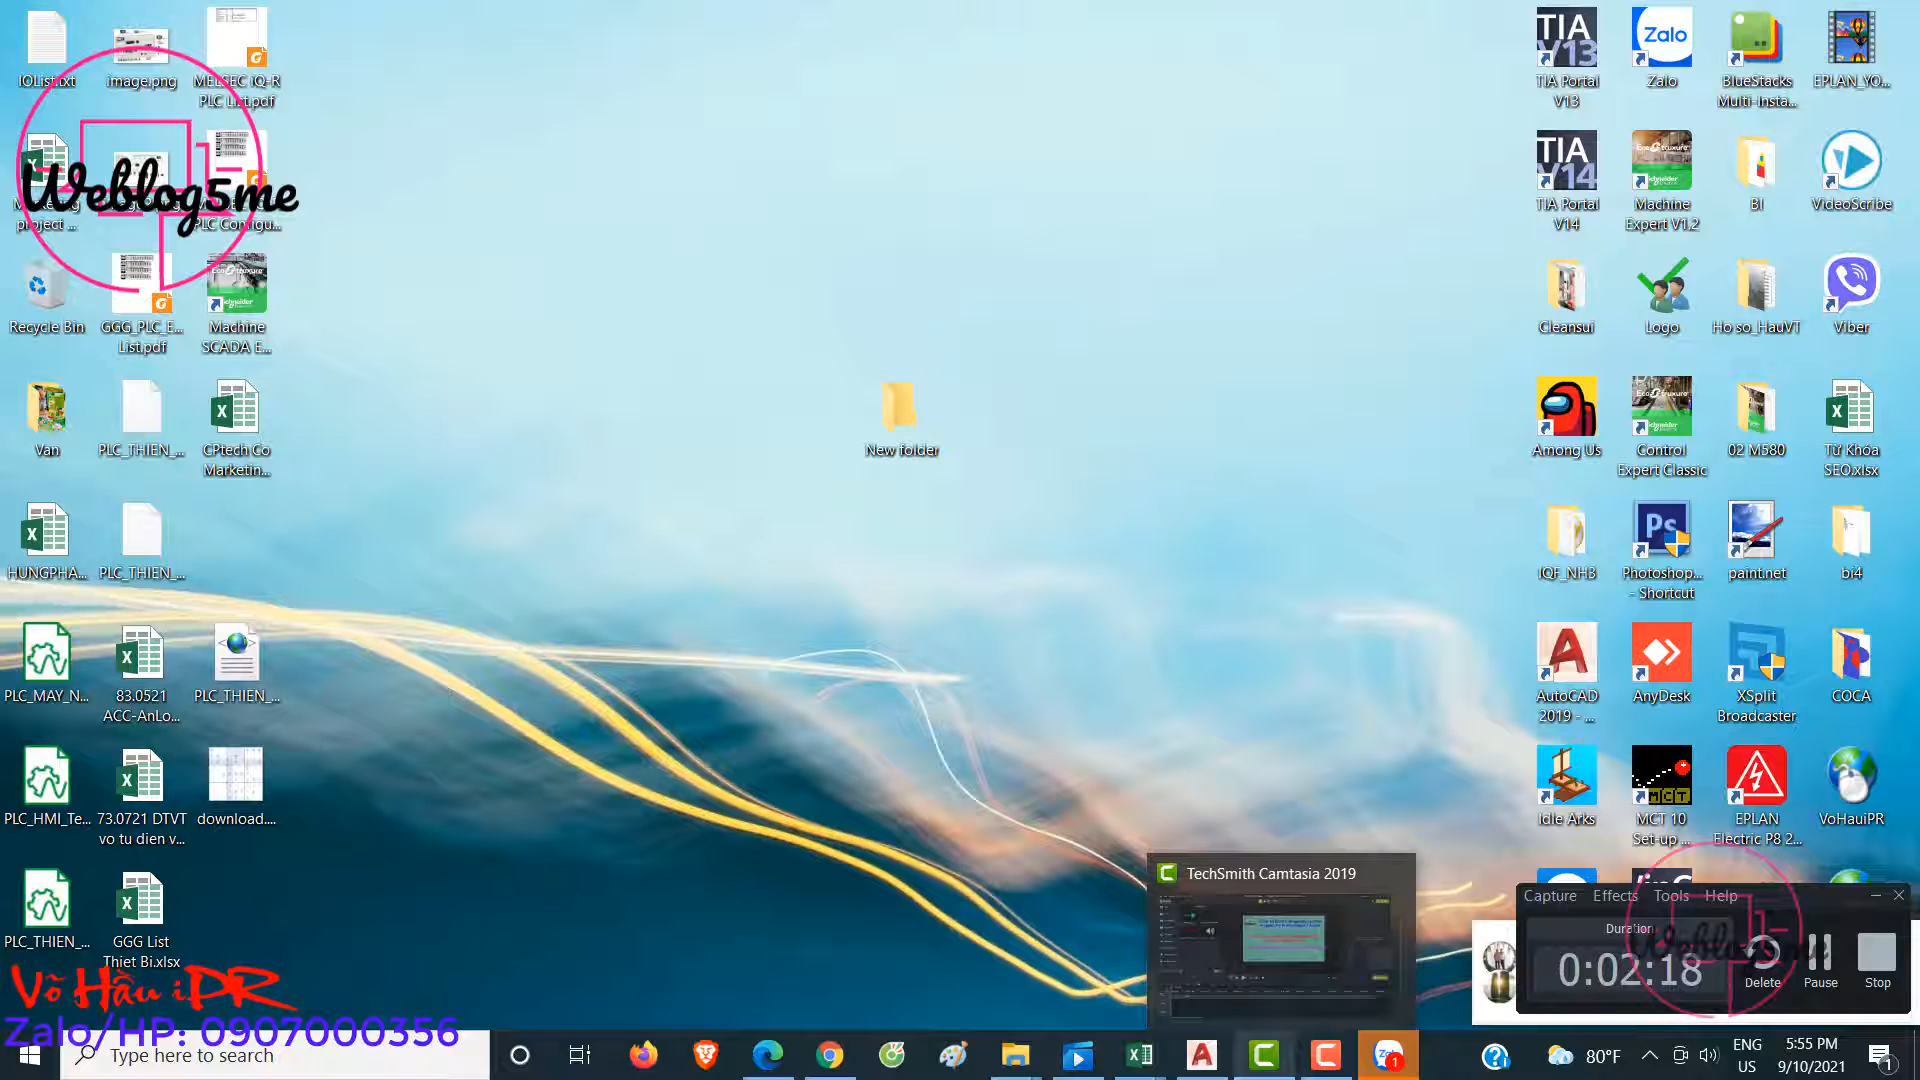 IOList.txt
image.png
MELSEC iQ-R
PLC List.pdf
TIA Portal
V13
Zalo
Zalo
BlueStacks
Multi-Insta...
EPLAN_YO...
Weblog5me
project ...
PLC Configu...
TIA Portal
V14
Machine
Expert V1.2
BI
VideoScribe
Recycle Bin
GGG_PLC_E...
List.pdf
Machine
SCADA E...
Cleansui
Logo
Ho so_HauVT
Viber
Van
PLC_THIEN_...
CPtech Co
Marketin...
New folder
Among Us
Control
Expert Classic
02 M580
Từ Khóa
SEO.xlsx
HUNGPHA...
PLC_THIEN_...
IQF_NH3
Photoshop...
- Shortcut
paint.net
bi4
PLC_MAY_N...
83.0521
ACC-AnLo...
PLC_THIEN_...
AutoCAD
2019 - ...
AnyDesk
XSplit
Broadcaster
COCA
PLC_HMI_Te...
73.0721 DTVT
vo tu dien v...
download....
Idle Arks
MCT 10
Set-up ...
EPLAN
Electric P8 2...
VoHauiPR
PLC_THIEN_...
GGG List
Thiet Bi.xlsx
TechSmith Camtasia 2019
Capture Effects Tools Help
Duration
0:02:18
Delete
Pause
Stop
Võ Hầu iPR
Zalo/HP: 0907000356
Type here to search
80°F
ENG
US
5:55 PM
9/10/2021
1